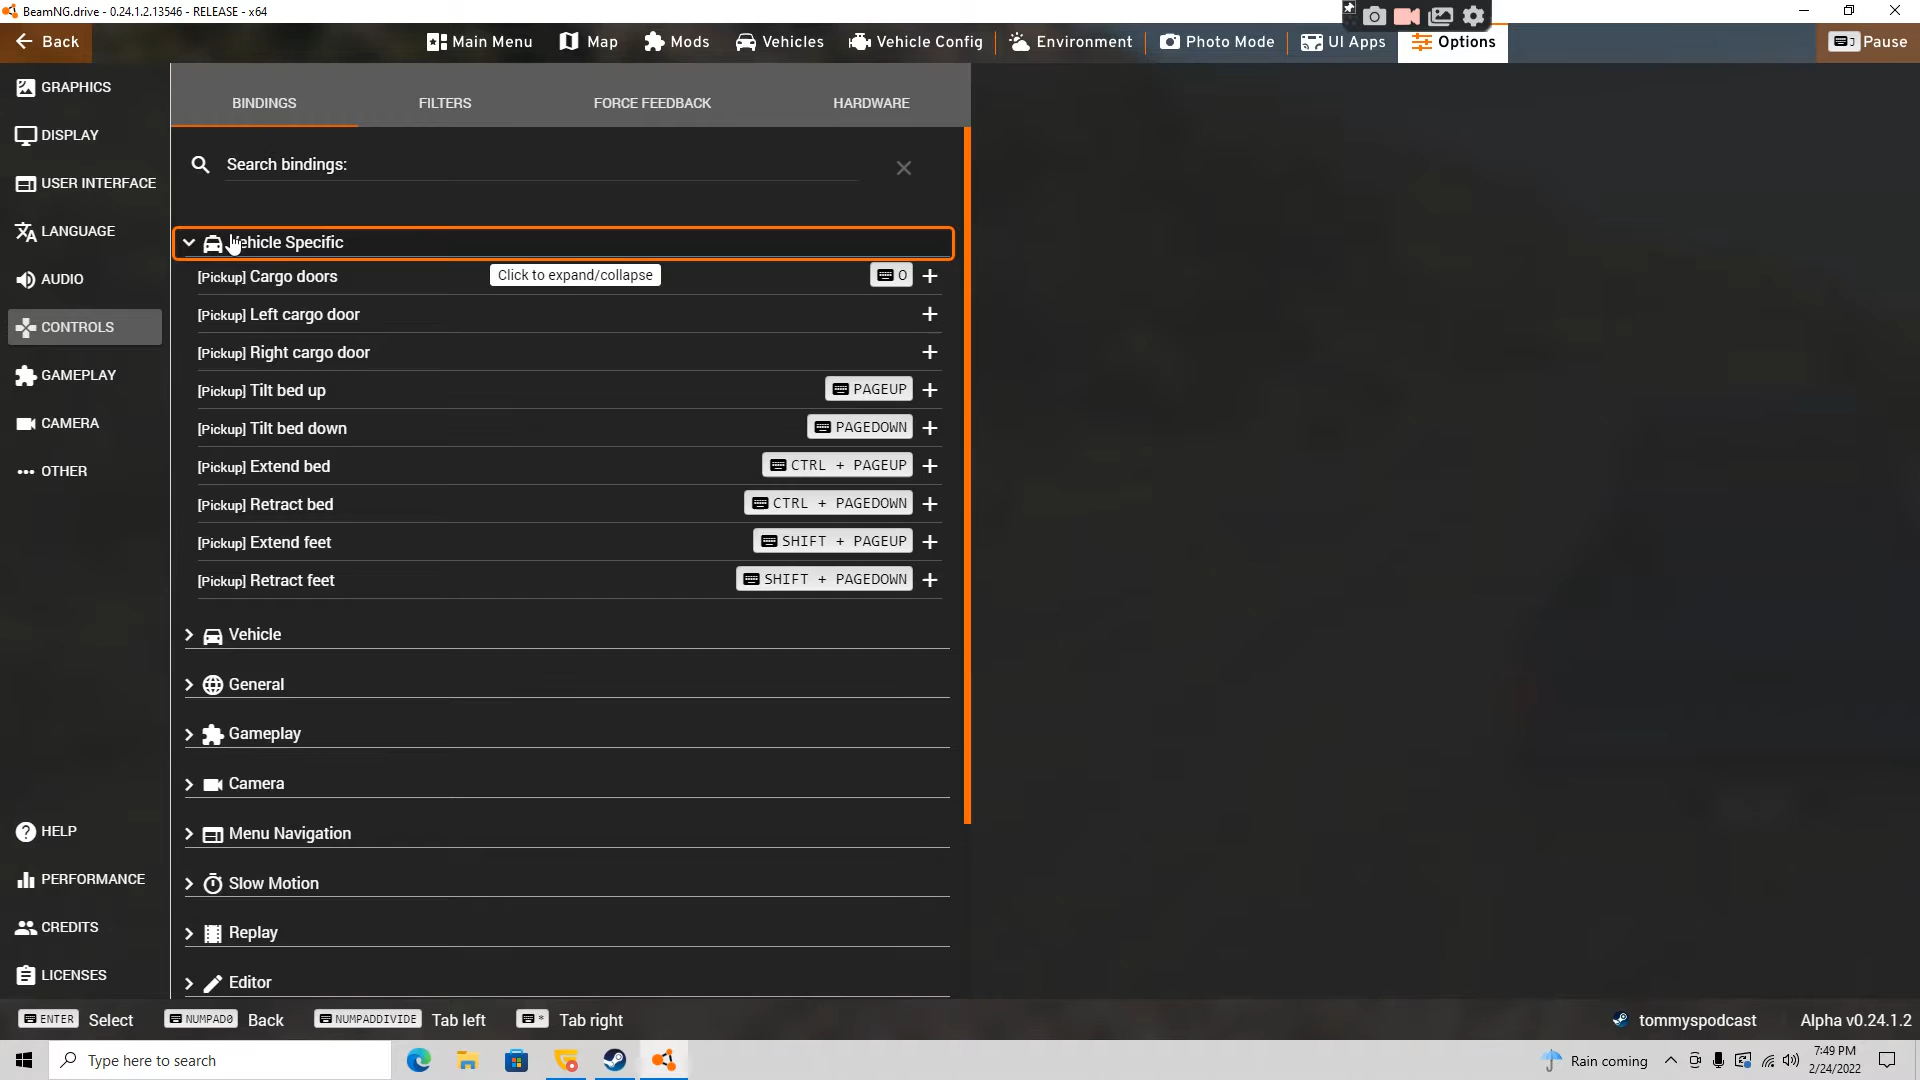 BeamNG.drive - 0.24.1.2.13546 - RELEASE - x64
Back
Main Menu
Map
Mods
Vehicles
Vehicle Config
Environment
Photo Mode
UI Apps
Options
J
Pause
GRAPHICS
DISPLAY
USER INTERFACE
LANGUAGE
AUDIO
CONTROLS
GAMEPLAY
CAMERA
OTHER
HELP
PERFORMANCE
CREDITS
LICENSES
BINDINGS
FILTERS
FORCE FEEDBACK
HARDWARE
Search bindings:
Vehicle Specific
Click to expand/collapse
[Pickup] Cargo doors O +
[Pickup] Left cargo door +
[Pickup] Right cargo door +
[Pickup] Tilt bed up PAGEUP +
[Pickup] Tilt bed down PAGEDOWN +
[Pickup] Extend bed CTRL + PAGEUP +
[Pickup] Retract bed CTRL + PAGEDOWN +
[Pickup] Extend feet SHIFT + PAGEUP +
[Pickup] Retract feet SHIFT + PAGEDOWN +
Vehicle
General
Gameplay
Camera
Menu Navigation
Slow Motion
Replay
Editor
ENTER Select NUMPAD0 Back NUMPADDIVIDE Tab left * Tab right
tommyspodcast
Alpha v0.24.1.2
Type here to search
Rain coming
7:49 PM
2/24/2022